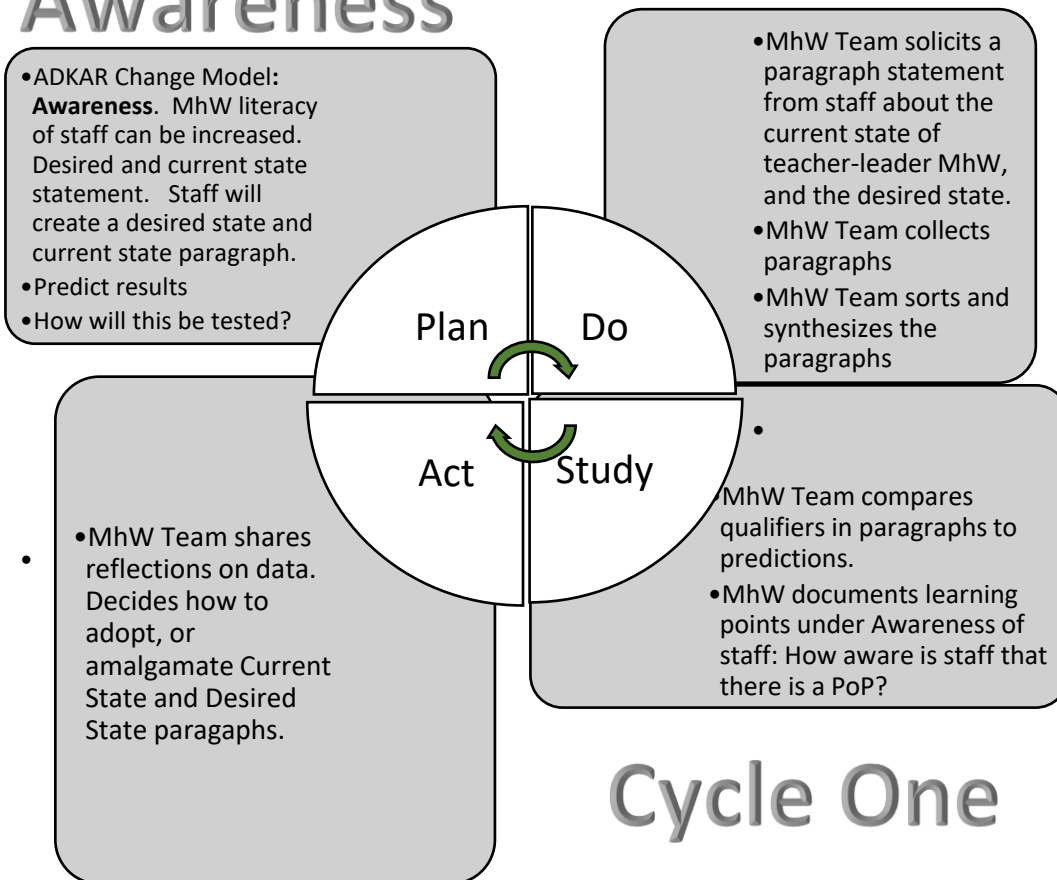 Awareness
•ADKAR Change Model:
Awareness. MhW literacy
of staff can be increased.
Desired and current state
statement. Staff will
create a desired state and
current state paragraph.
•Predict results
•How will this be tested?
•MhW Team solicits a
paragraph statement
from staff about the
current state of
teacher-leader MhW,
and the desired state.
•MhW Team collects
paragraphs
•MhW Team sorts and
synthesizes the
paragraphs
Plan
Do
Act
Study
•
•MhW Team shares
reflections on data.
Decides how to
adopt, or
amalgamate Current
State and Desired
State paragaphs.
•
•MhW Team compares
qualifiers in paragraphs to
predictions.
•MhW documents learning
points under Awareness of
staff: How aware is staff that
there is a PoP?
Cycle One